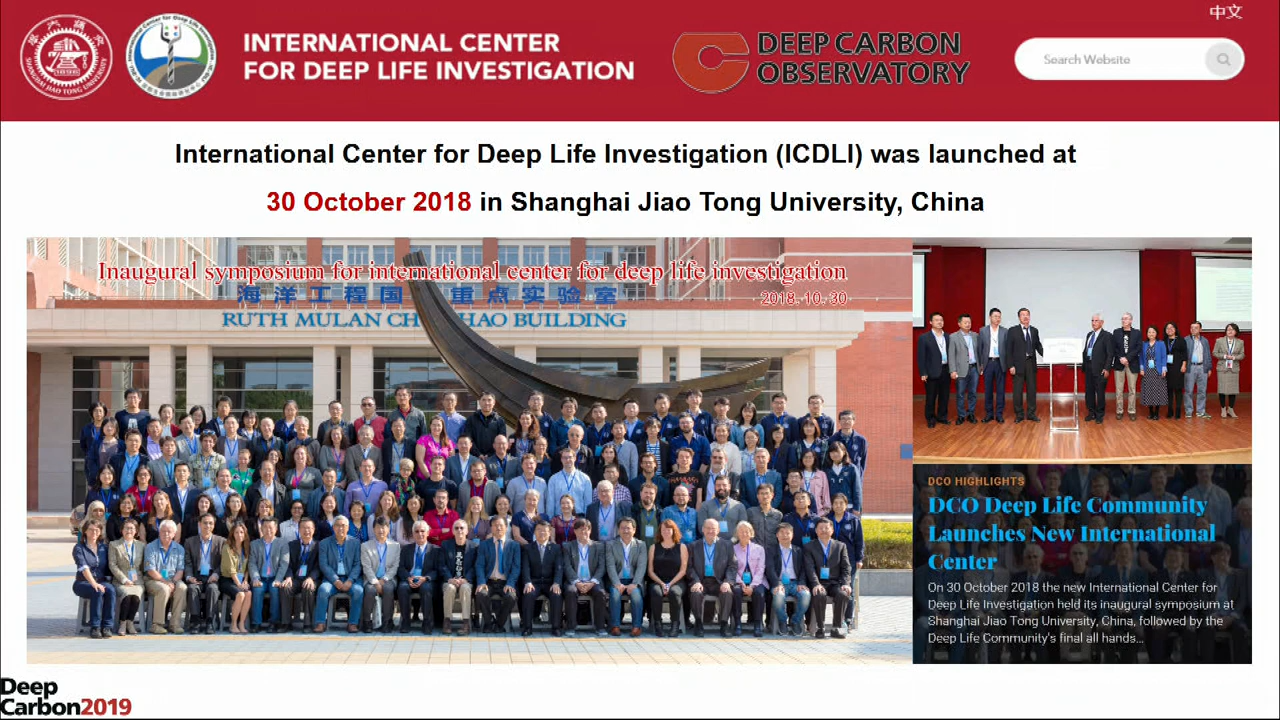 中文
INTERNATIONAL CENTER
FOR DEEP LIFE INVESTIGATION
DEEP CARBON
OBSERVATORY
Search Website
SHANGHAI JIAO TONG UNIVERSITY
International Center for Deep Life Investigation (ICDLI) was launched at
30 October 2018 in Shanghai Jiao Tong University, China
Inaugural symposium for international center for deep life investigation
2018. 10. 30
海洋工程国 重点实验室
RUTH MULAN CH HAO BUILDING
DCO HIGHLIGHTS
DCO Deep Life Community
Launches New International
Center
On 30 October 2018 the new International Center for
Deep Life Investigation held its inaugural symposium at
Shanghai Jiao Tong University, China, followed by the
Deep Life Community's final all hands...
Deep
Carbon2019